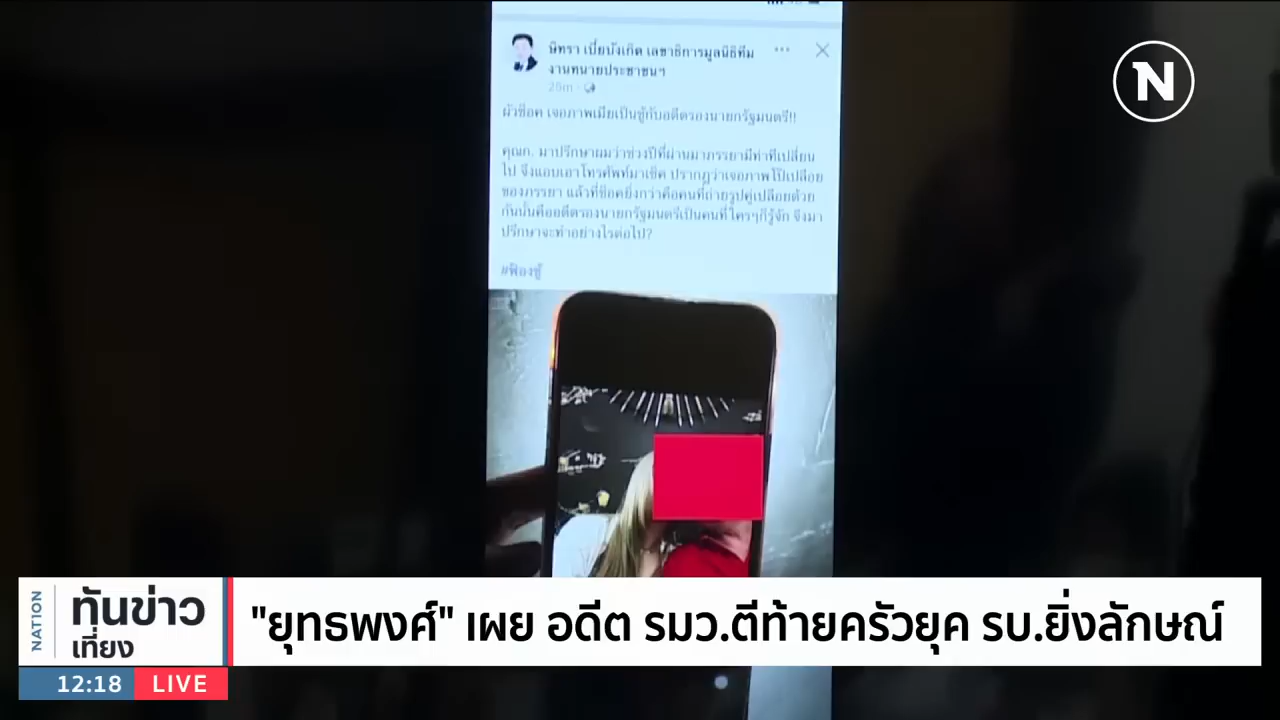 ษิทรา เบี้ยบังเกิด เลขาธิการมูลนิธิทีม
งานทนายประชาชนฯ
25m
N
ผัวช็อค เจอภาพเมียเป็นชู้กับอดีตรองนายกรัฐมนตรี!!
คุณก. มาปรึกษาผมว่าช่วงปีที่ผ่านมาภรรยามีท่าทีเปลี่ยน
ไป จึงแอบเอาโทรศัพท์มาเช็ค ปรากฏว่าเจอภาพโป๊เปลือย
ของภรรยา แล้วที่ช็อคยิ่งกว่าคือคนที่ถ่ายรูปคู่เปลือยด้วย
กันนั้นคืออดีตรองนายกรัฐมนตรีเป็นคนที่ใครๆก็รู้จัก จึงมา
ปรึกษาจะทำอย่างไรต่อไป?
#ฟ้องชู้
NATION
ทันข่าว
เที่ยง
"ยุทธพงศ์" เผย อดีต รมว.ตีท้ายครัวยุค รบ.ยิ่งลักษณ์
12:18 LIVE